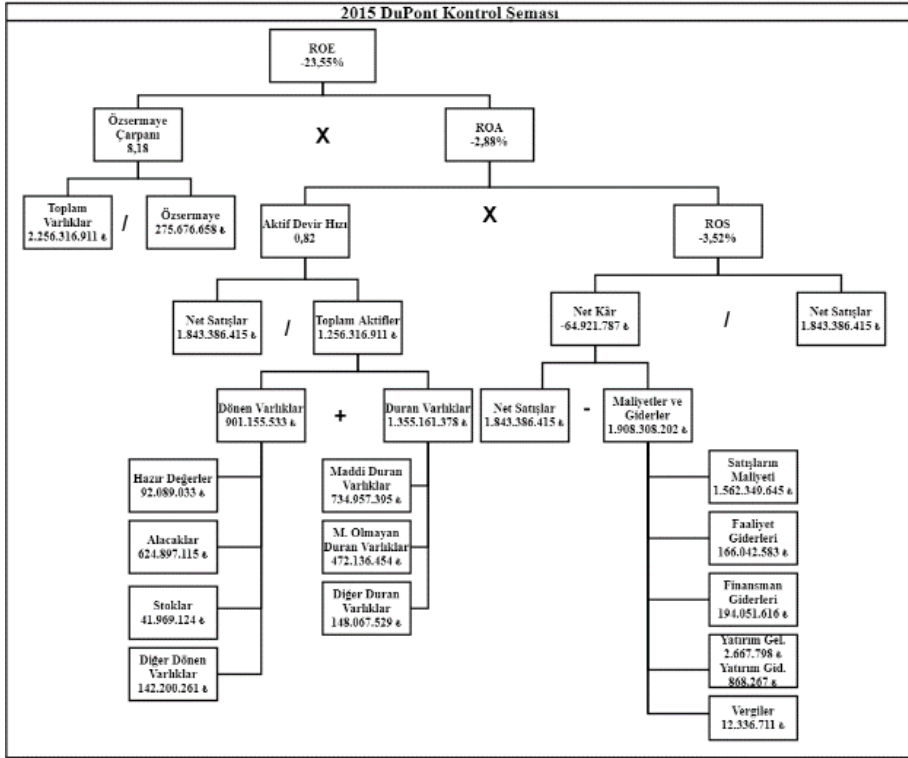 2015 DuPont Kontrol Şeması
ROE
-23,55%
Özsermaye
Çarpanı
8,18
X
ROA
-2,88%
Toplam
Varlıklar
2.256.316.911 ₺
/
Özsermaye
275.676.658 ₺
Aktif Devir Hızı
0,82
X
ROS
-3,52%
Net Satışlar
1.843.386.415 ₺
/
Toplam Aktifler
1.256.316.911 ₺
Net Kâr
-64.921.787 ₺
/
Net Satışlar
1.843.386.415 ₺
Dönen Varlıklar
901.155.533 ₺
+
Duran Varlıklar
1.355.161.378 ₺
Net Satışlar
1.843.386.415 ₺
-
Maliyetler ve
Giderler
1.908.308.202 ₺
Hazır Değerler
92.089.033 ₺
Alacaklar
624.897.115 ₺
Stoklar
41.969.124 ₺
Diğer Dönen
Varlıklar
142.200.261 ₺
Maddi Duran
Varlıklar
734.957.395 ₺
M. Olmayan
Duran Varlıklar
472.136.454 ₺
Diğer Duran
Varlıklar
148.067.529 ₺
Satışların
Maliyeti
1.562.349.645 ₺
Faaliyet
Giderleri
166.042.583 ₺
Finansman
Giderleri
194.051.616 ₺
Yatırım Gel.
2.667.798 ₺
Yatırım Gid.
868.267 ₺
Vergiler
12.336.711 ₺